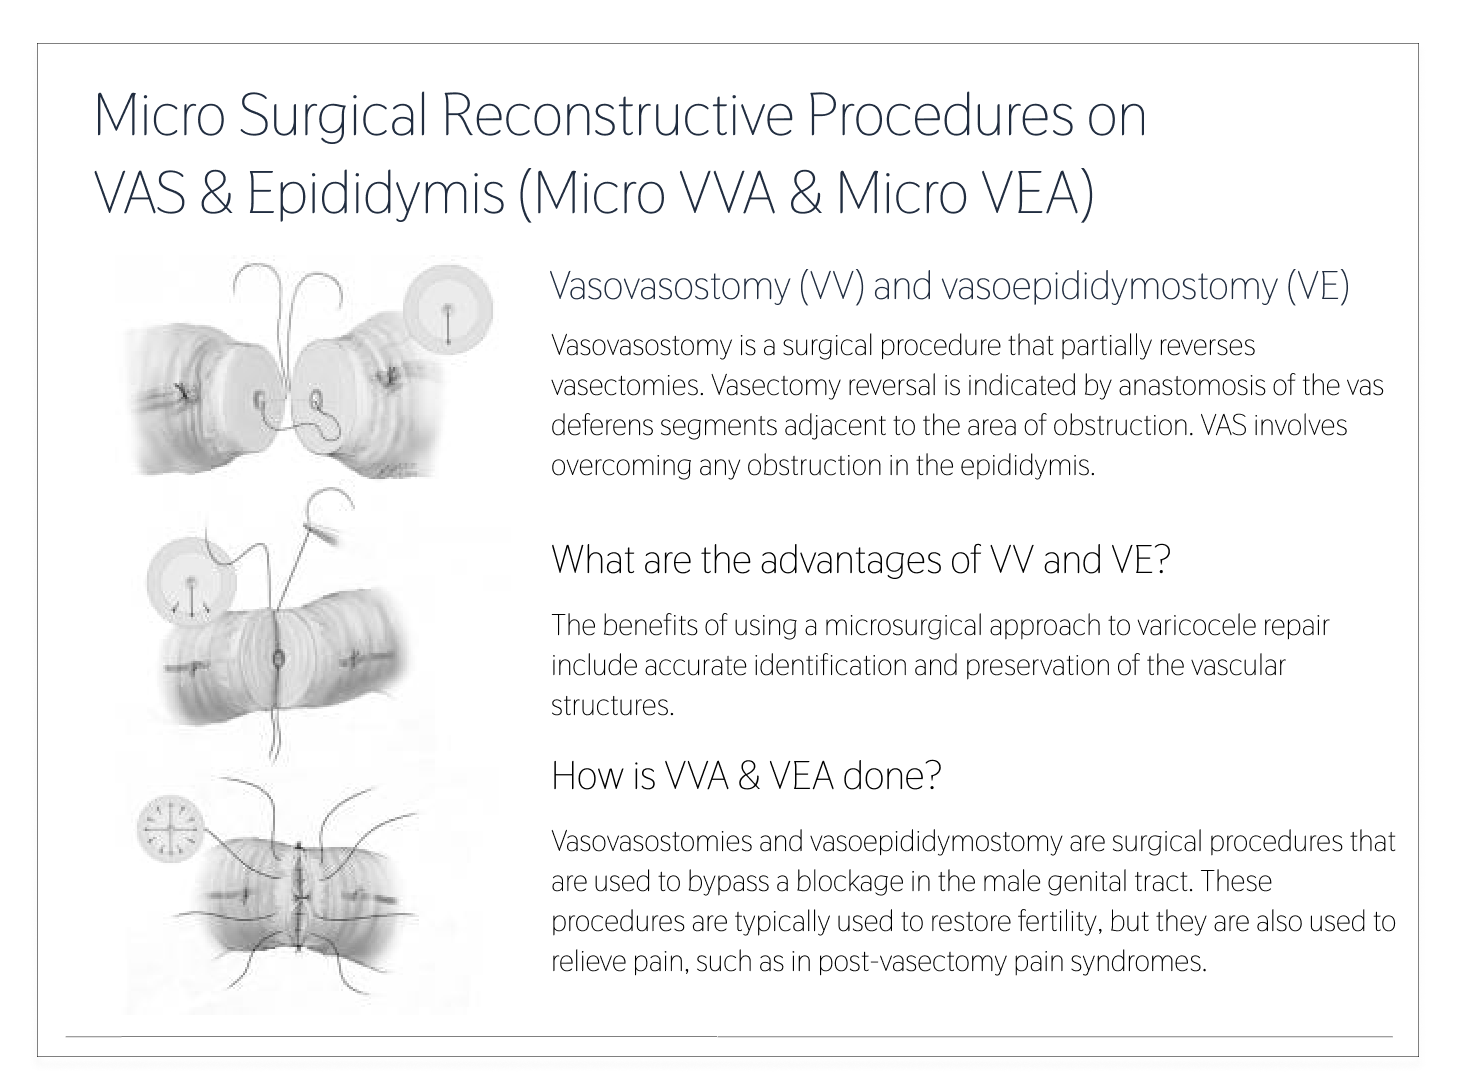 Micro Surgical Reconstructive Procedures on
VAS & Epididymis (Micro VVA & Micro VEA)
Vasovasostomy (VV) and vasoepididymostomy (VE)
Vasovasostomy is a surgical procedure that partially reverses
vasectomies. Vasectomy reversal is indicated by anastomosis of the vas
deferens segments adjacent to the area of obstruction. VAS involves
overcoming any obstruction in the epididymis.
What are the advantages of VV and VE?
The benefits of using a microsurgical approach to varicocele repair
include accurate identification and preservation of the vascular
structures.
How is VVA & VEA done?
Vasovasostomies and vasoepididymostomy are surgical procedures that
are used to bypass a blockage in the male genital tract. These
procedures are typically used to restore fertility, but they are also used to
relieve pain, such as in post-vasectomy pain syndromes.